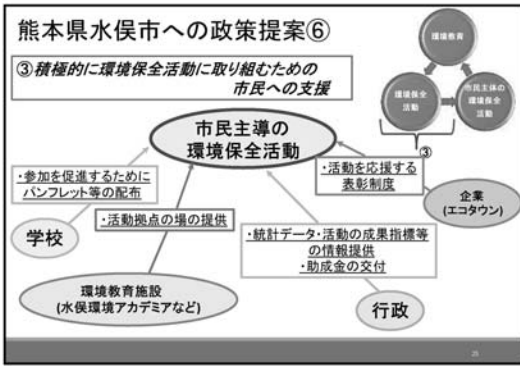 熊本県水俣市への政策提案⑥
③積極的に環境保全活動に取り組むための
市民への支援
環境教育
環境保全
活動
市民主体の
環境保全
活動
③
市民主導の
環境保全活動
・参加を促進するために
パンフレット等の配布
・活動を応援する
表彰制度
企業
(エコタウン)
・活動拠点の場の提供
学校
・統計データ・活動の成果指標等
の情報提供
・助成金の交付
環境教育施設
(水俣環境アカデミアなど)
行政